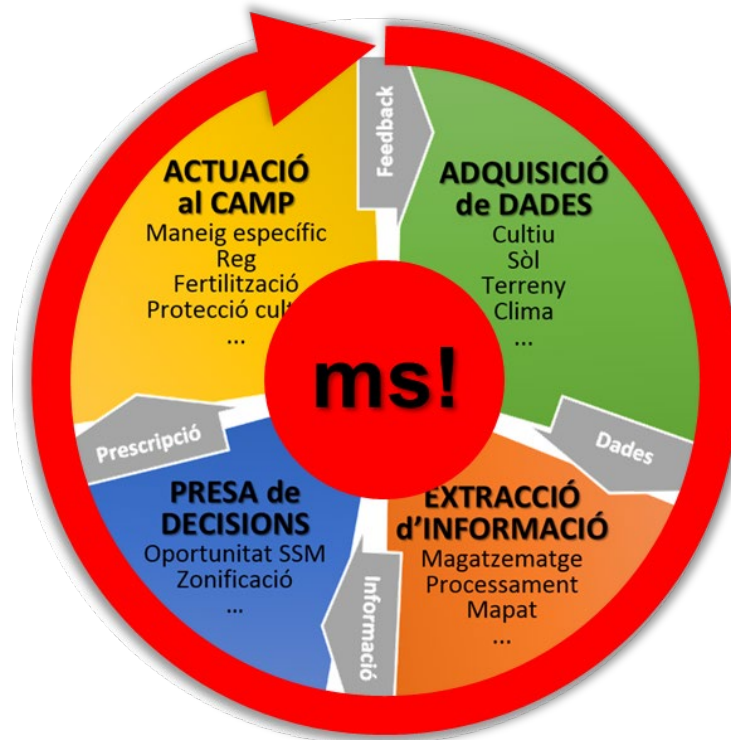 Feedback
ADQUISICIÓ
de DADES
Cultiu
Sòl
Terreny
Clima
...
Dades
EXTRACCIÓ
d'INFORMACIÓ
Magatzematge
Processament
Mapat
...
Informació
PRESA de
DECISIONS
Oportunitat SSM
Zonificació
...
Prescripció
ACTUACIÓ
al CAMP
Maneig específic
Reg
Fertilització
Protecció
...
ms!